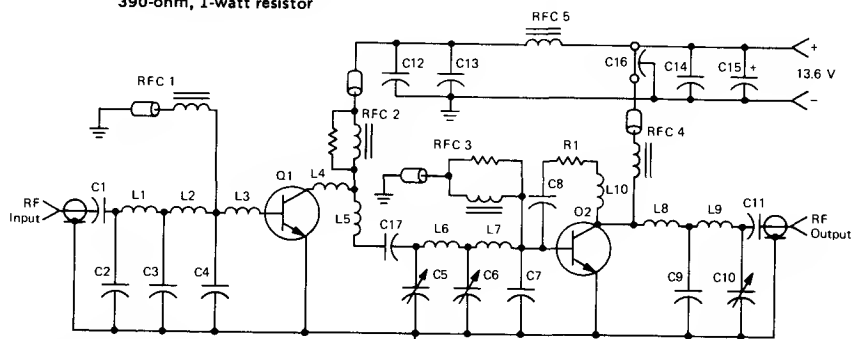 390-ohm, 1-watt resistor
RFC 5
RFC 1
C12
C13
C16
C14
C15
+
+
13.6 V
−
RFC 2
RFC 3
R1
RFC 4
C1
L1
L2
L3
Q1
L4
L5
C8
L10
C11
RF
Input
C17
L6
L7
Q2
L8
L9
RF
Output
C2
C3
C4
C5
C6
C7
C9
C10